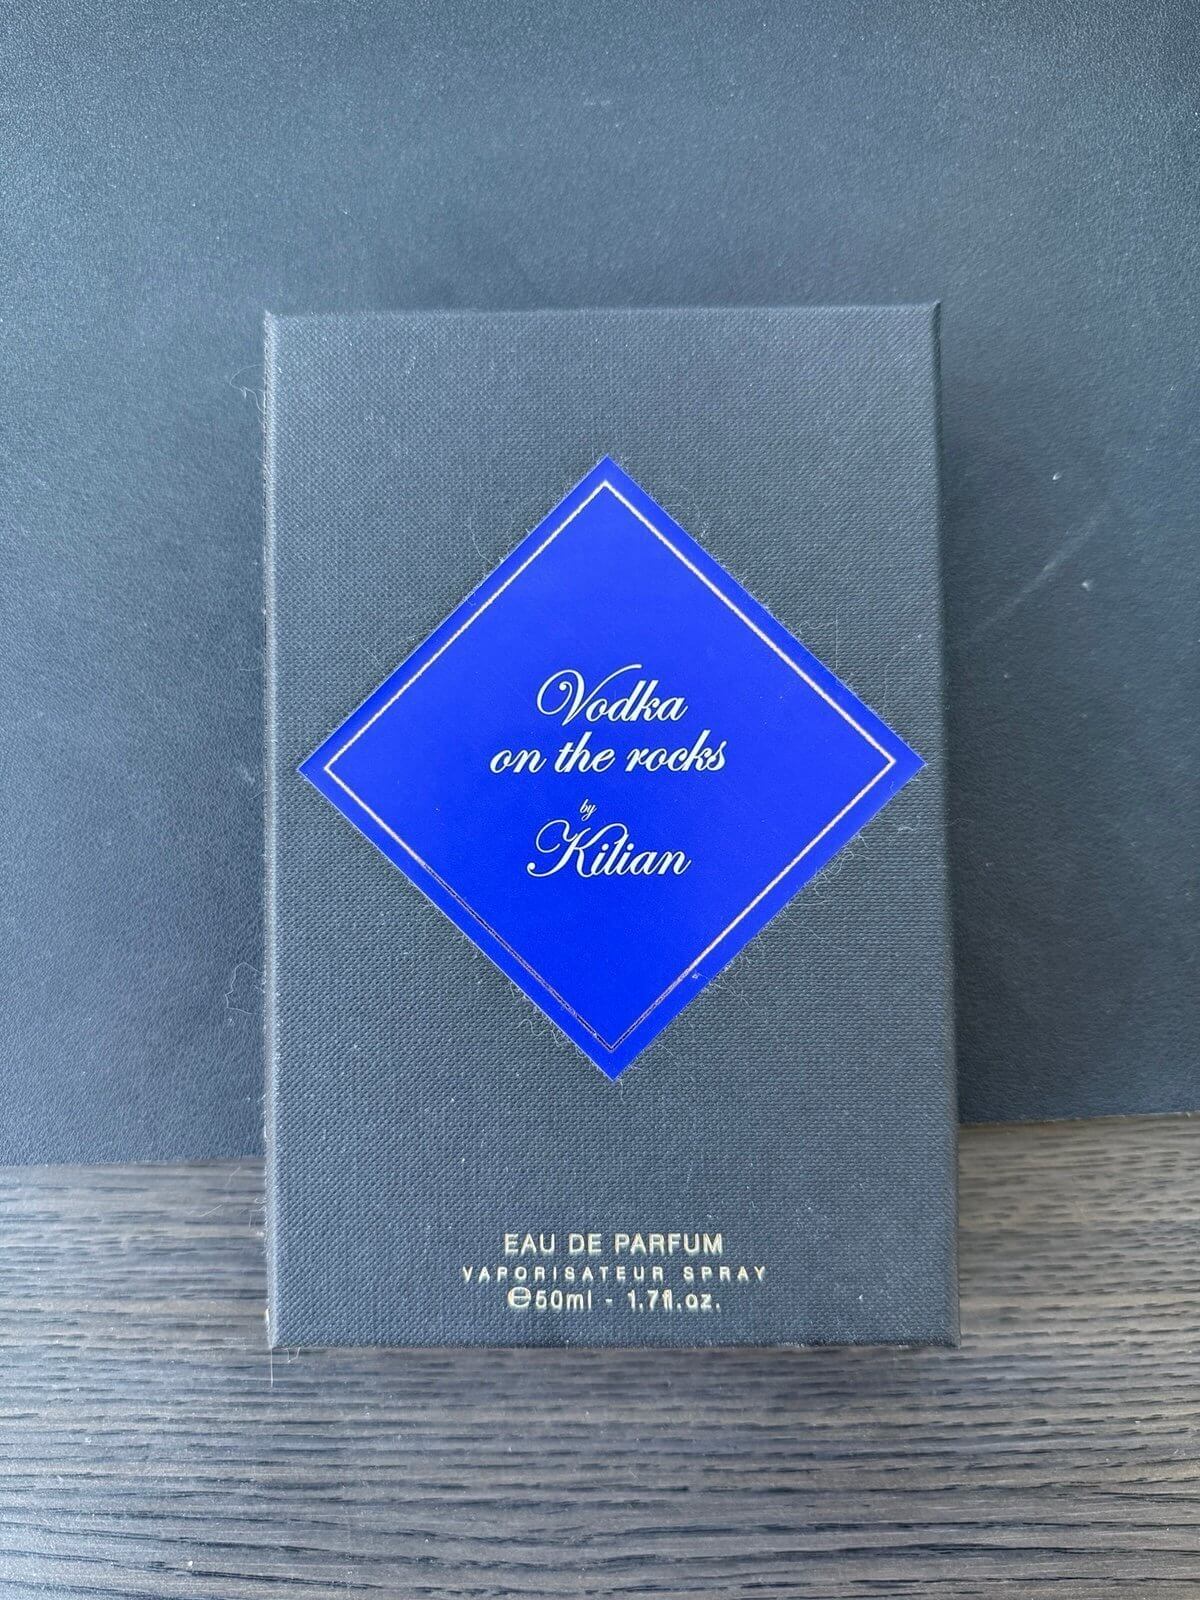 Vodka
on the rocks
by
Kilian
EAU DE PARFUM
VAPORISATEUR SPRAY
℮50ml - 1.7fl.oz.